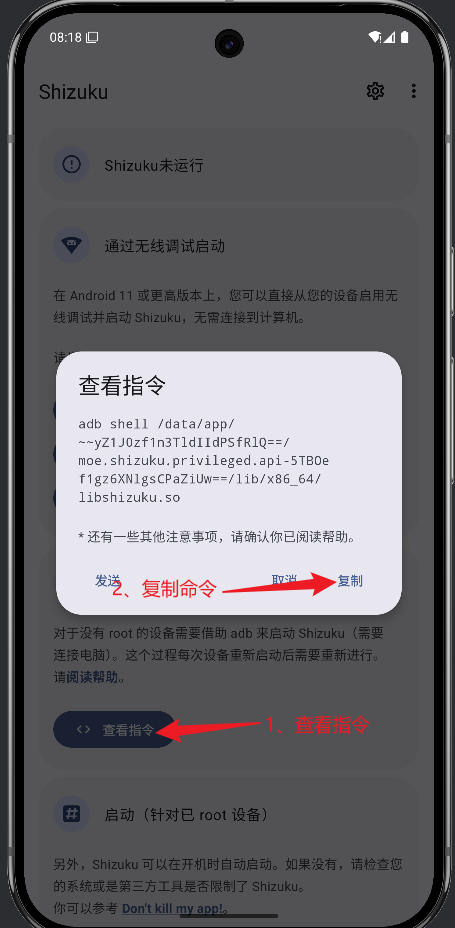 08:18
Shizuku
Shizuku未运行
通过无线调试启动
在 Android 11 或更高版本上，您可以直接从您的设备启用无
线调试并启动 Shizuku，无需连接到计算机。
查看指令
adb shell /data/app/
~~yZ1J0zf1n3TldIIdPSfRlQ==/
moe.shizuku.privileged.api-5TBOe
f1gz6XNlgsCPaZiUw==/lib/x86_64/
libshizuku.so
* 还有一些其他注意事项，请确认你已阅读帮助。
发送
取消
复制
2、复制命令
对于没有 root 的设备需要借助 adb 来启动 Shizuku（需要
连接电脑）。这个过程每次设备重新启动后需要重新进行。
请阅读帮助。
查看指令
1、查看指令
启动（针对已 root 设备）
另外，Shizuku 可以在开机时自动启动。如果没有，请检查您
的系统或是第三方工具是否限制了 Shizuku。
你可以参考 Don't kill my app!。